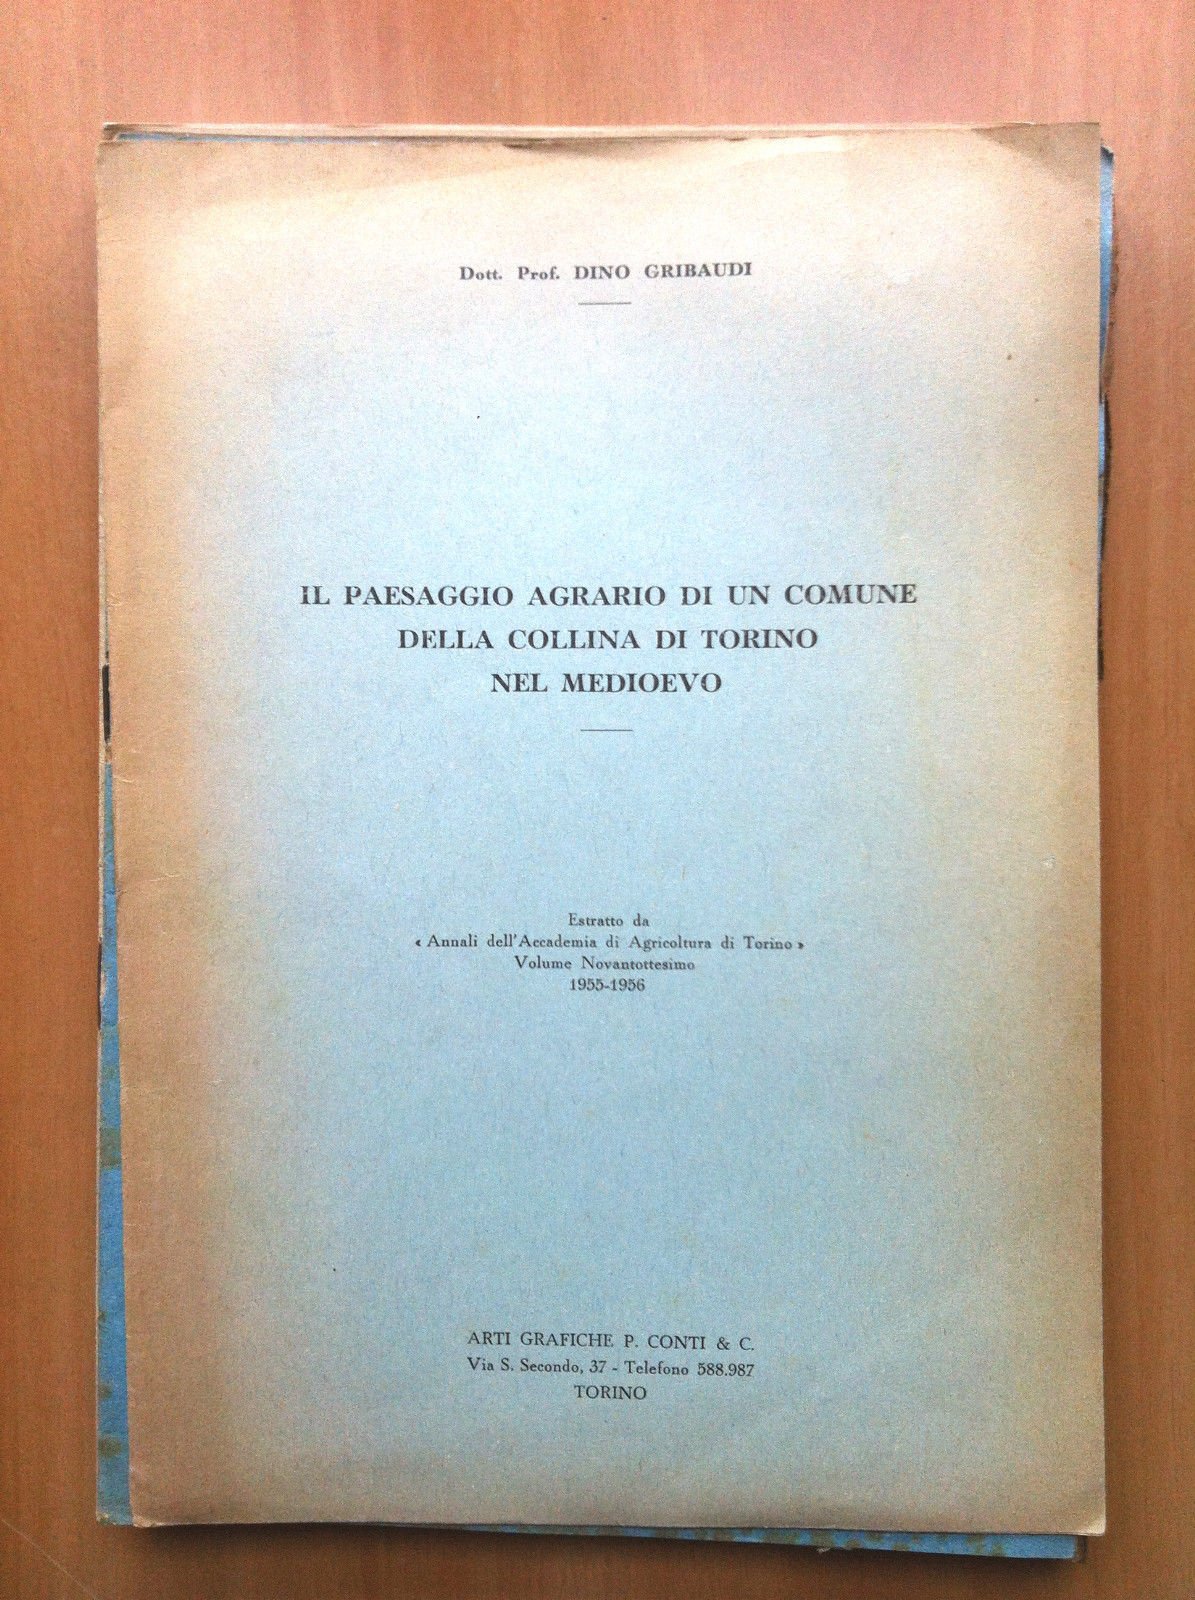 Dott. Prof. DINO GRIBAUDI
IL PAESAGGIO AGRARIO DI UN COMUNE
DELLA COLLINA DI TORINO
NEL MEDIOEVO
Estratto da
« Annali dell'Accademia di Agricoltura di Torino »
Volume Novantottesimo
1955-1956
ARTI GRAFICHE P. CONTI & C.
Via S. Secondo, 37 - Telefono 588.987
TORINO